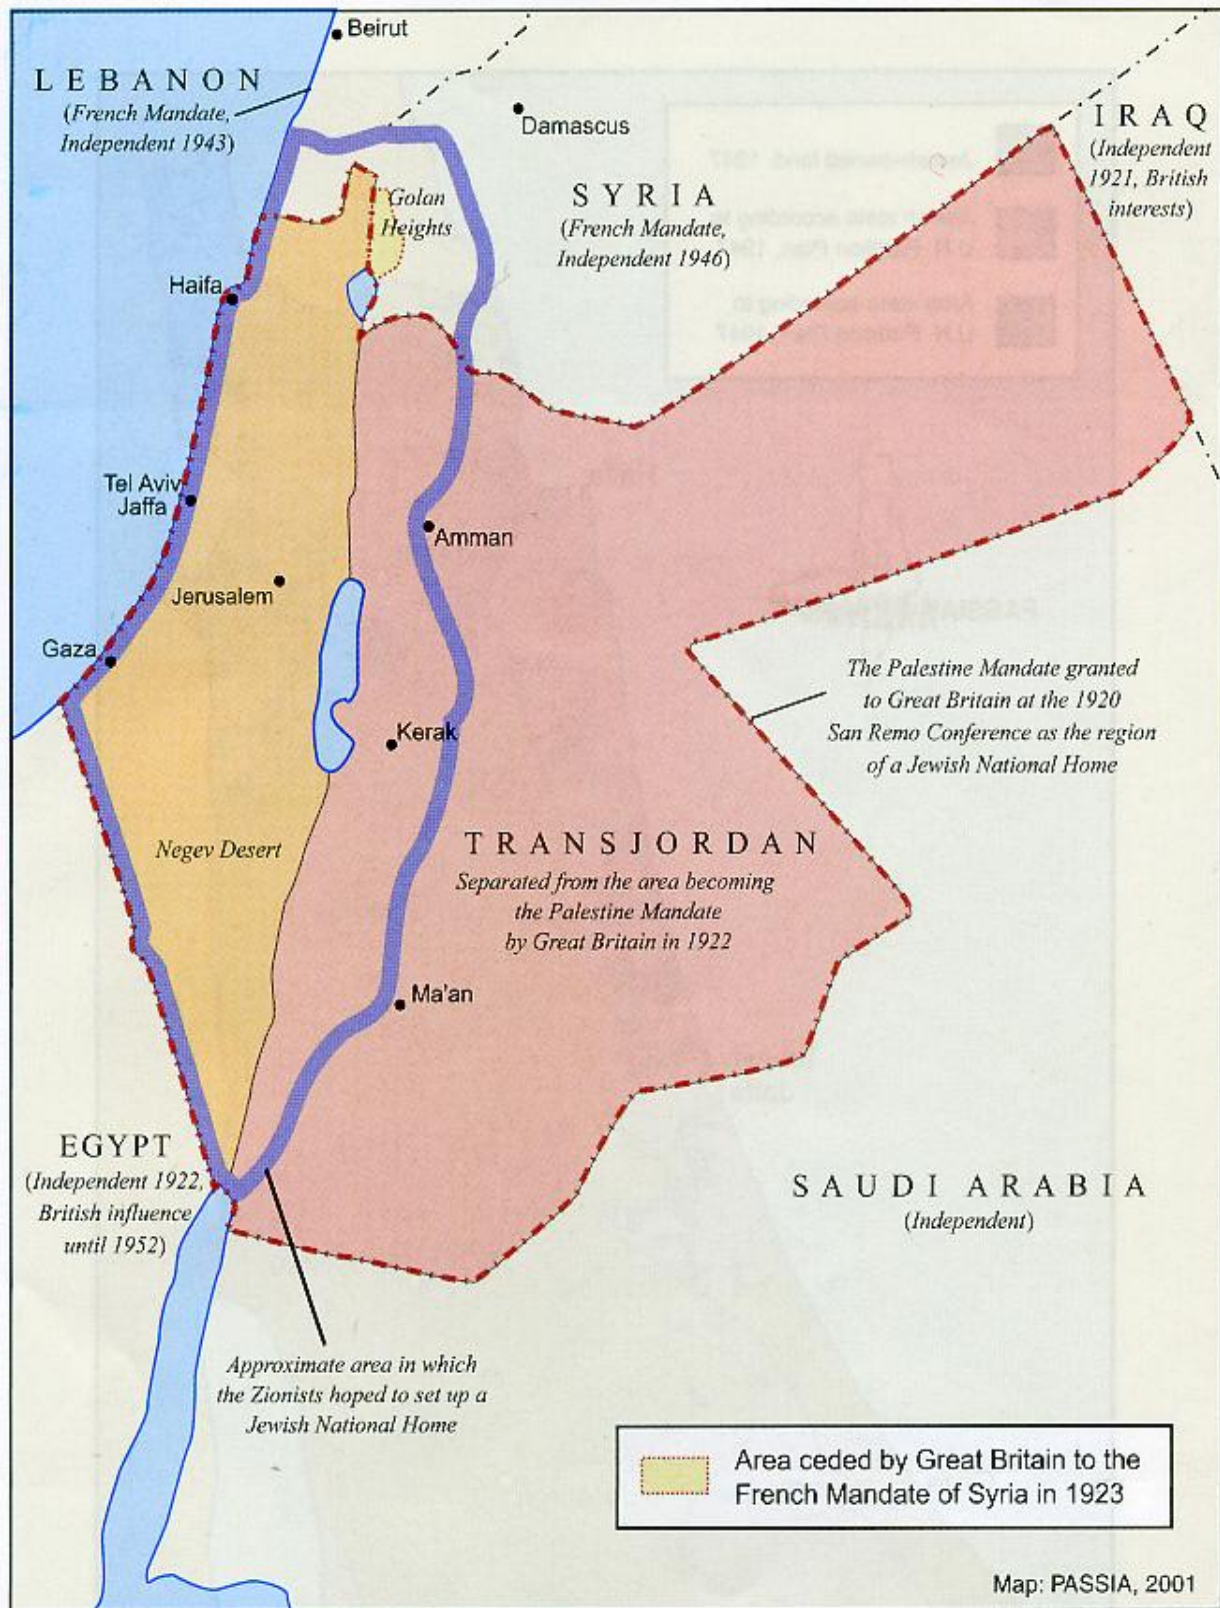 Beirut
LEBANON
(French Mandate,
Independent 1943)
Damascus
IRAQ
(Independent
1921, British
interests)
SYRIA
(French Mandate,
Independent 1946)
Golan
Heights
Haifa
Tel Aviv
Jaffa
Amman
Jerusalem
Gaza
The Palestine Mandate granted
to Great Britain at the 1920
San Remo Conference as the region
of a Jewish National Home
Kerak
Negev Desert
TRANSJORDAN
Separated from the area becoming
the Palestine Mandate
by Great Britain in 1922
Ma'an
EGYPT
(Independent 1922,
British influence
until 1952)
SAUDI ARABIA
(Independent)
Approximate area in which
the Zionists hoped to set up a
Jewish National Home
Area ceded by Great Britain to the
French Mandate of Syria in 1923
Map: PASSIA, 2001